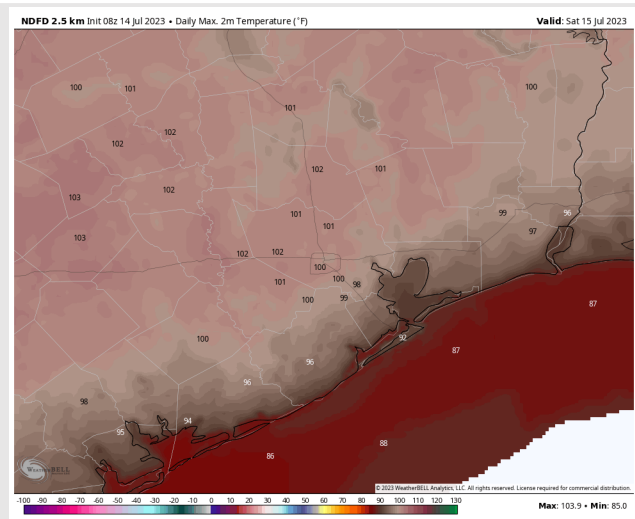 NDFD 2.5 km Init 08z 14 Jul 2023 • Daily Max. 2m Temperature (°F)
Valid: Sat 15 Jul 2023
100 101 100
101
102
102
102 101
103 102
101 99 96
101 97
103
102 102
100
101 100 98
100 99 87
92
100 87
96
96
98
94
95
88
86
WEATHERBELL
© 2023 WeatherBELL Analytics, LLC. All rights reserved. License required for commercial distribution.
-100 -90 -80 -70 -60 -50 -40 -30 -20 -10 0 10 20 30 40 50 60 70 80 90 100 110 120 130
Max: 103.9 • Min: 85.0